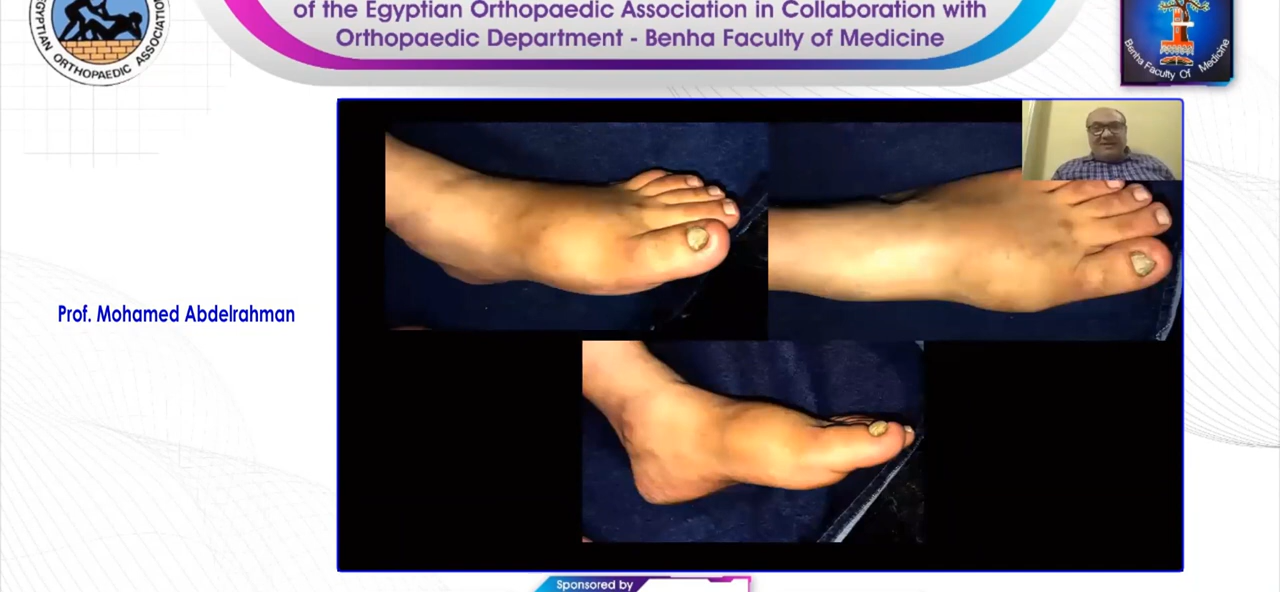 of the Egyptian Orthopaedic Association in Collaboration with
Orthopaedic Department - Benha Faculty of Medicine
EGYPTIAN ORTHOPAEDIC ASSOCIATION
Benha Faculty Of Medicine
Prof. Mohamed Abdelrahman
Sponsored by